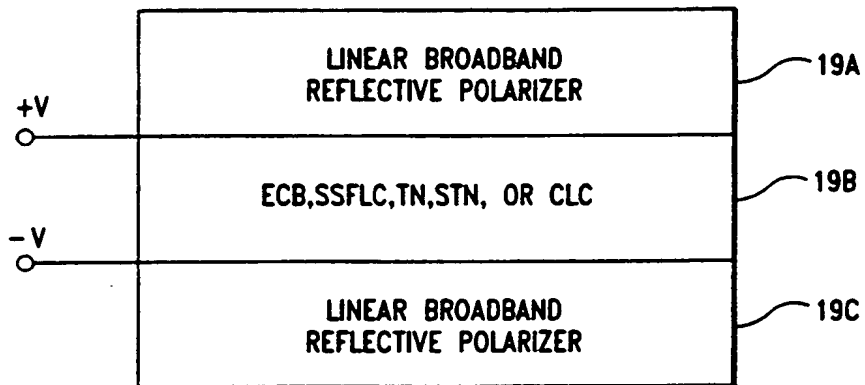 LINEAR BROADBAND
REFLECTIVE POLARIZER
19A
+V
ECB,SSFLC,TN,STN, OR CLC
19B
-V
LINEAR BROADBAND
REFLECTIVE POLARIZER
19C